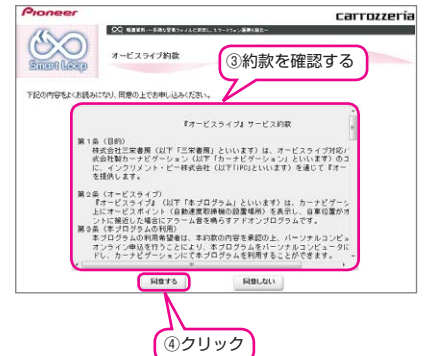 Pioneer
carrozzeria
オービスライブ約款
Smart Loop
③約款を確認する
下記の内容をよくお読みになり、同意の上でお申し込みください。
『オービスライブ』サービス約款
第1条（目的）
株式会社三栄書房（以下「三栄書房」といいます）は、オービスライブ対応パ
式会社製カーナビゲーション（以下「カーナビゲーション」といいます）のユ
に、インクリメント・ピー株式会社（以下「IPC」といいます）を通じて『オー
を提供します。
第2条（オービスライブ）
『オービスライブ』（以下「本プログラム」といいます）は、カーナビゲーシ
上にオービスポイント（自動速度取締機の設置場所）を表示し、自車位置がオ
ントに接近した場合にアラーム音を鳴らすアドオンプログラムです。
第3条（本プログラムの利用）
本プログラムの利用希望者は、本約款の内容を承認の上、パーソナルコンピュ
オンライン申込を行うことにより、本プログラムをパーソナルコンピュータに
ドし、カーナビゲーションにて本プログラムを利用することができます。
同意する
同意しない
④クリック